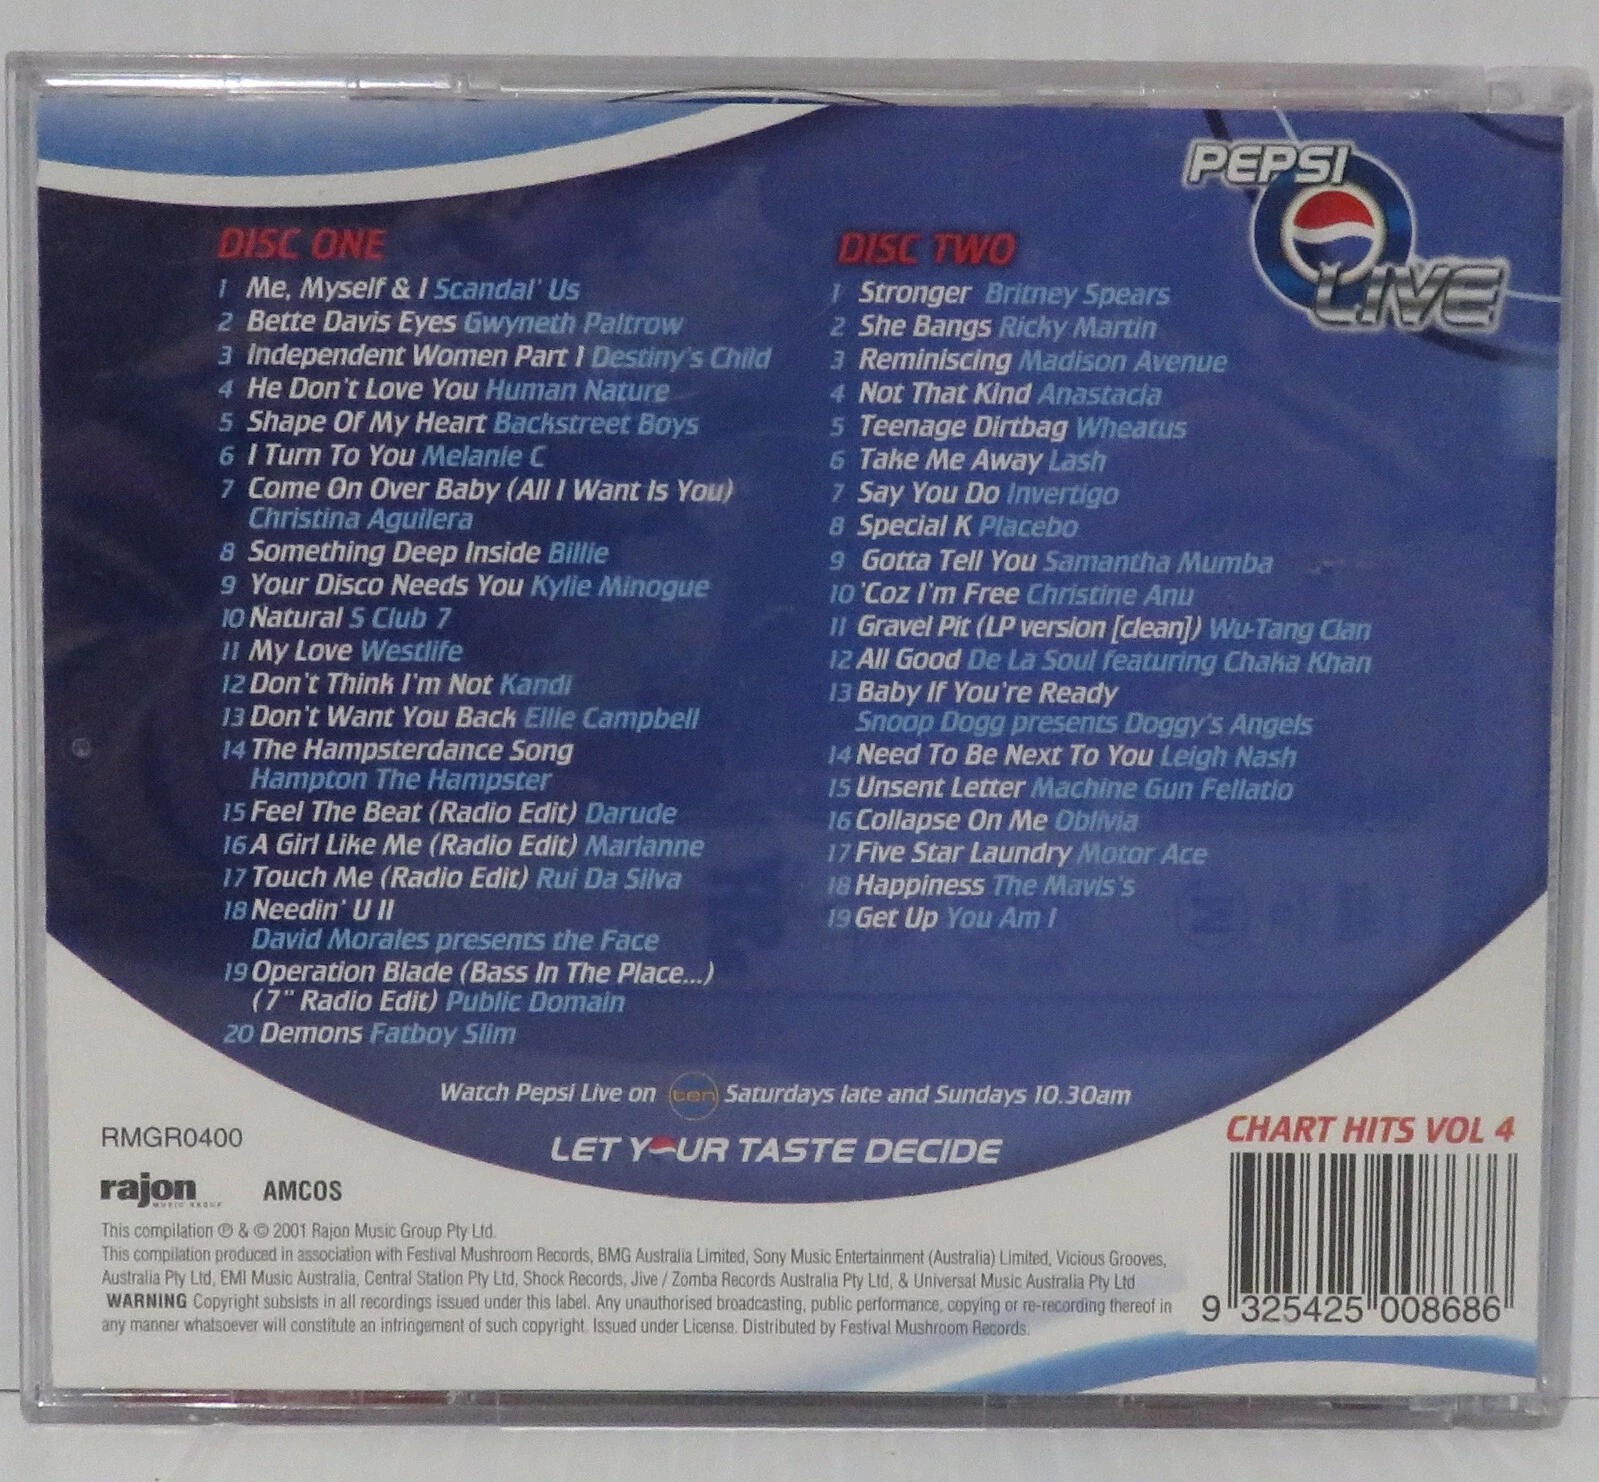 PEPSI
LIVE
DISC ONE
1 Me, Myself & I Scandal' Us
2 Bette Davis Eyes Gwyneth Paltrow
3 Independent Women Part 1 Destiny's Child
4 He Don't Love You Human Nature
5 Shape Of My Heart Backstreet Boys
6 I Turn To You Melanie C
7 Come On Over Baby (All I Want Is You)
Christina Aguilera
8 Something Deep Inside Billie
9 Your Disco Needs You Kylie Minogue
10 Natural S Club 7
11 My Love Westlife
12 Don't Think I'm Not Kandi
13 Don't Want You Back Ellie Campbell
14 The Hampsterdance Song
Hampton The Hampster
15 Feel The Beat (Radio Edit) Darude
16 A Girl Like Me (Radio Edit) Marianne
17 Touch Me (Radio Edit) Rui Da Silva
18 Needin' U II
David Morales presents the Face
19 Operation Blade (Bass In The Place...)
(7" Radio Edit) Public Domain
20 Demons Fatboy Slim
DISC TWO
1 Stronger Britney Spears
2 She Bangs Ricky Martin
3 Reminiscing Madison Avenue
4 Not That Kind Anastacia
5 Teenage Dirtbag Wheatus
6 Take Me Away Lash
7 Say You Do Invertigo
8 Special K Placebo
9 Gotta Tell You Samantha Mumba
10 'Coz I'm Free Christine Anu
11 Gravel Pit (LP version [clean]) Wu-Tang Clan
12 All Good De La Soul featuring Chaka Khan
13 Baby If You're Ready
Snoop Dogg presents Doggy's Angels
14 Need To Be Next To You Leigh Nash
15 Unsent Letter Machine Gun Fellatio
16 Collapse On Me Oblivia
17 Five Star Laundry Motor Ace
18 Happiness The Mavis's
19 Get Up You Am I
Watch Pepsi Live on ten Saturdays late and Sundays 10.30am
LET YOUR TASTE DECIDE
RMGR0400
rajon
MUSIC GROUP
AMCOS
CHART HITS VOL 4
This compilation ℗ & © 2001 Rajon Music Group Pty Ltd.
This compilation produced in association with Festival Mushroom Records, BMG Australia Limited, Sony Music Entertainment (Australia) Limited, Vicious Grooves,
Australia Pty Ltd, EMI Music Australia, Central Station Pty Ltd, Shock Records, Jive / Zomba Records Australia Pty Ltd, & Universal Music Australia Pty Ltd
WARNING Copyright subsists in all recordings issued under this label. Any unauthorised broadcasting, public performance, copying or re-recording thereof in
any manner whatsoever will constitute an infringement of such copyright. Issued under License. Distributed by Festival Mushroom Records.
9 325425 008686